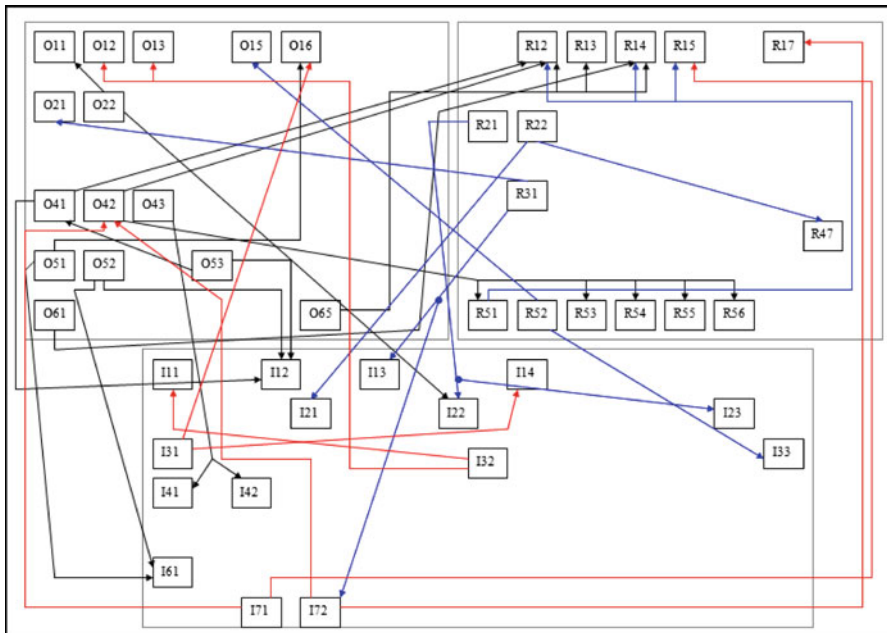 O11 O12 O13 O15 O16 R12 R13 R14 R15 R17
O21 O22 R21 R22
R31
O41 O42 O43 R47
O51 O52 O53
O61 O65 R51 R52 R53 R54 R55 R56
I11 I12 I13 I14
I21 I22 I23
I31 I32 I33
I41 I42
I61
I71 I72